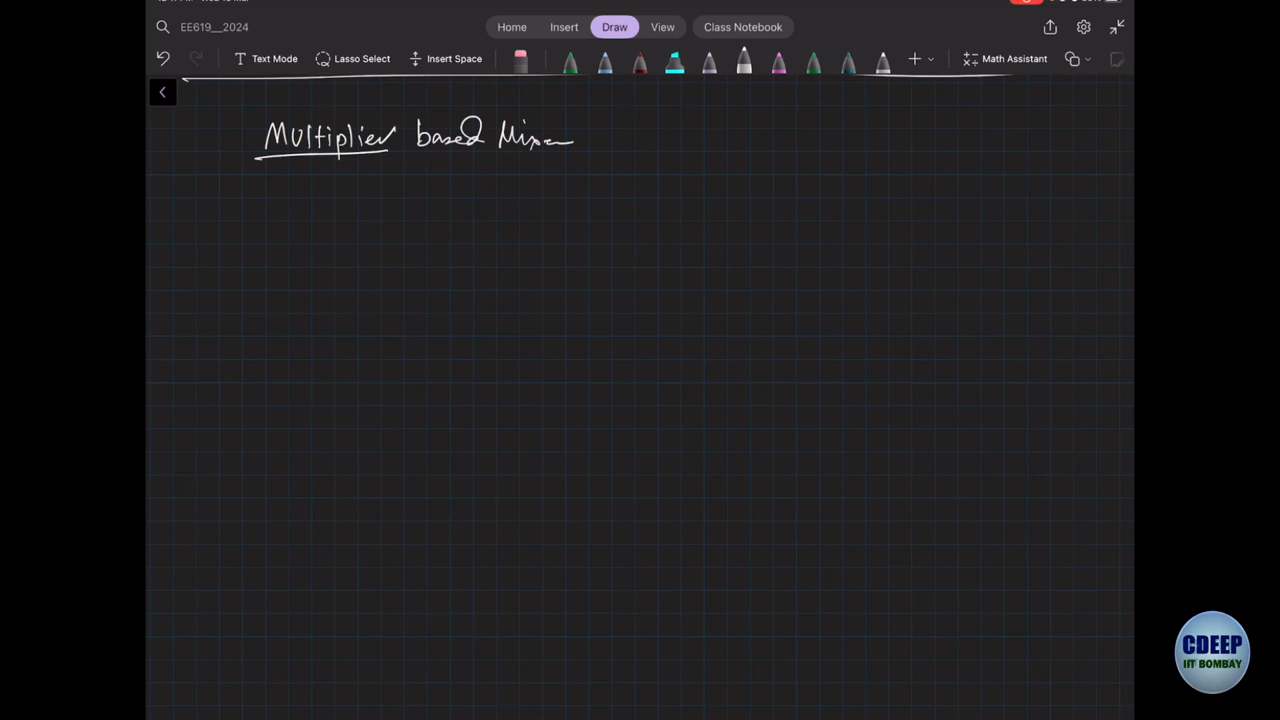 EE619__2024
Home Insert Draw View Class Notebook
Text Mode Lasso Select Insert Space Math Assistant
Multiplier based Mixer
CDEEP
IIT BOMBAY